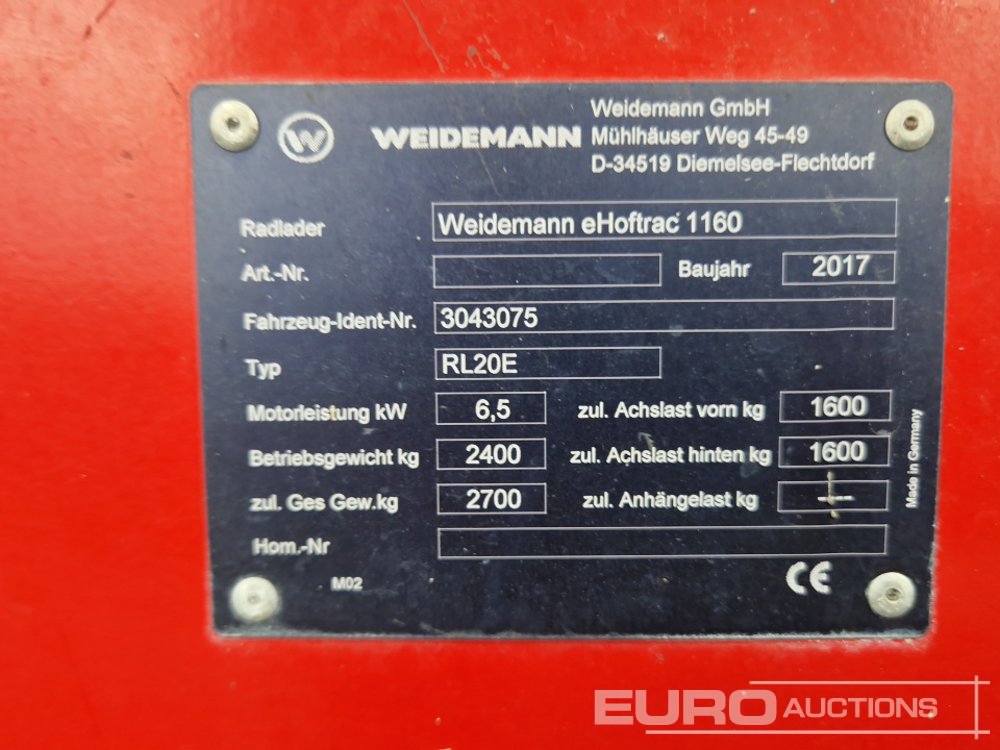 W WEIDEMANN
Weidemann GmbH
Mühlhäuser Weg 45-49
D-34519 Diemelsee-Flechtdorf
Radlader Weidemann eHoftrac 1160
Art.-Nr. Baujahr 2017
Fahrzeug-Ident-Nr. 3043075
Typ RL20E
Motorleistung kW 6,5 zul. Achslast vorn kg 1600
Betriebsgewicht kg 2400 zul. Achslast hinten kg 1600
zul. Ges Gew.kg 2700 zul. Anhängelast kg —
Hom.-Nr
M02 CE
Made in Germany
EURO AUCTIONS